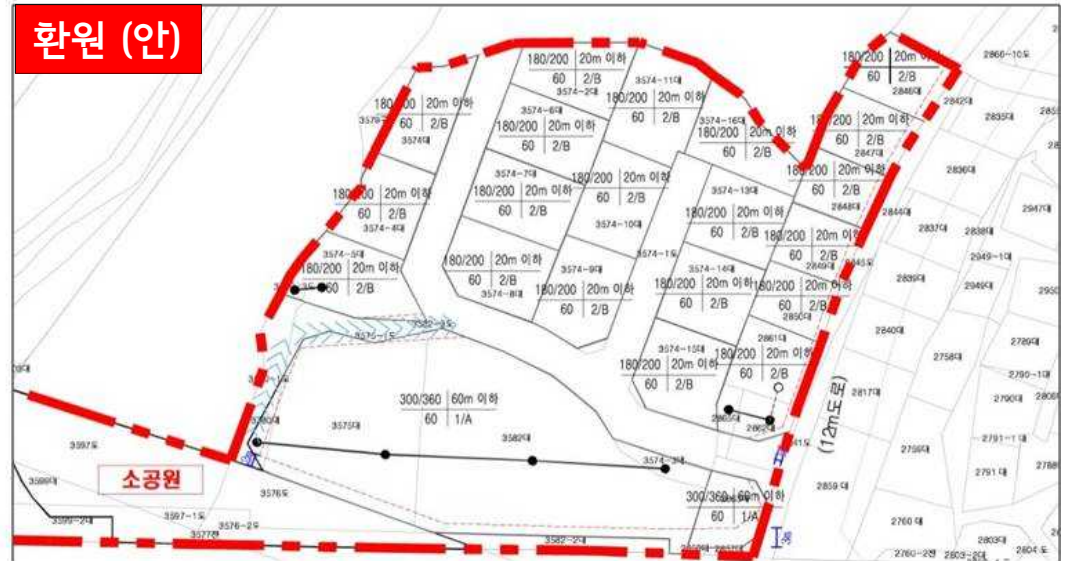 환원 (안)
180/200 20m 이하
60 2/B
3574-2대
3574-11대
180/200 20m 이하
60 2/B
180/200 20m 이하
60 2/B
2846대
2866-10도
2842대
2835대
180/200 20m 이하
60 2/B
3574대
3574-6대
180/200 20m 이하
60 2/B
3574-16대
180/200 20m 이하
60 2/B
180/200 20m 이하
60 2/B
2847대
2836대
3574-7대
180/200 20m 이하
60 2/B
180/200 20m 이하
60 2/B
3574-10대
3574-13대
180/200 20m 이하
60 2/B
180/200 20m 이하
60 2/B
2848대
2844대
2837대
2838대
2947대
180/200 20m 이하
60 2/B
3574-4대
180/200 20m 이하
60 2/B
2849대
2845도
2949-1대
3574-5대
180/200 20m 이하
60 2/B
180/200 20m 이하
60 2/B
3574-8대
3574-9대
180/200 20m 이하
60 2/B
3574-1도
3574-14대
180/200 20m 이하
60 2/B
180/200 20m 이하
60 2/B
2850대
2839대
2949대
2840대
2861대
3574-15대
180/200 20m 이하
60 2/B
180/200 20m 이하
60 2/B
2758대
2789대
2790-1대
2790대
2817대
300/360 60m 이하
60 1/A
3575대
3582대
3574-3대
2865대
2862대
(12m도로)
2759대
2791-1대
2791대
2859 대
3597도
소공원
3576도
300/360 60m 이하
60 1/A
3m
2760 대
3599-2대
3597-1도
3576-2도
3577전
3582-2대
2803대
2760-2전
2803-2대
2804 도